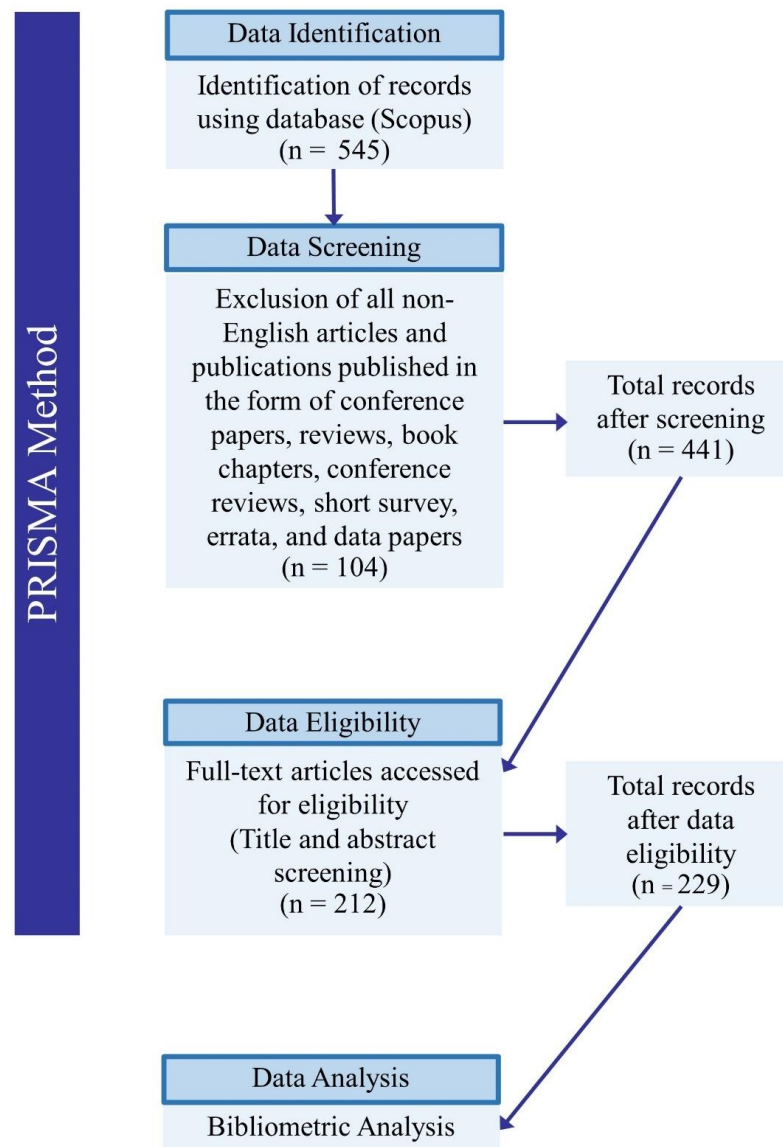 PRISMA Method
Data Identification
Identification of records
using database (Scopus)
(n = 545)
Data Screening
Exclusion of all non-
English articles and
publications published in
the form of conference
papers, reviews, book
chapters, conference
reviews, short survey,
errata, and data papers
(n = 104)
Total records
after screening
(n = 441)
Data Eligibility
Full-text articles accessed
for eligibility
(Title and abstract
screening)
(n = 212)
Total records
after data
eligibility
(n = 229)
Data Analysis
Bibliometric Analysis